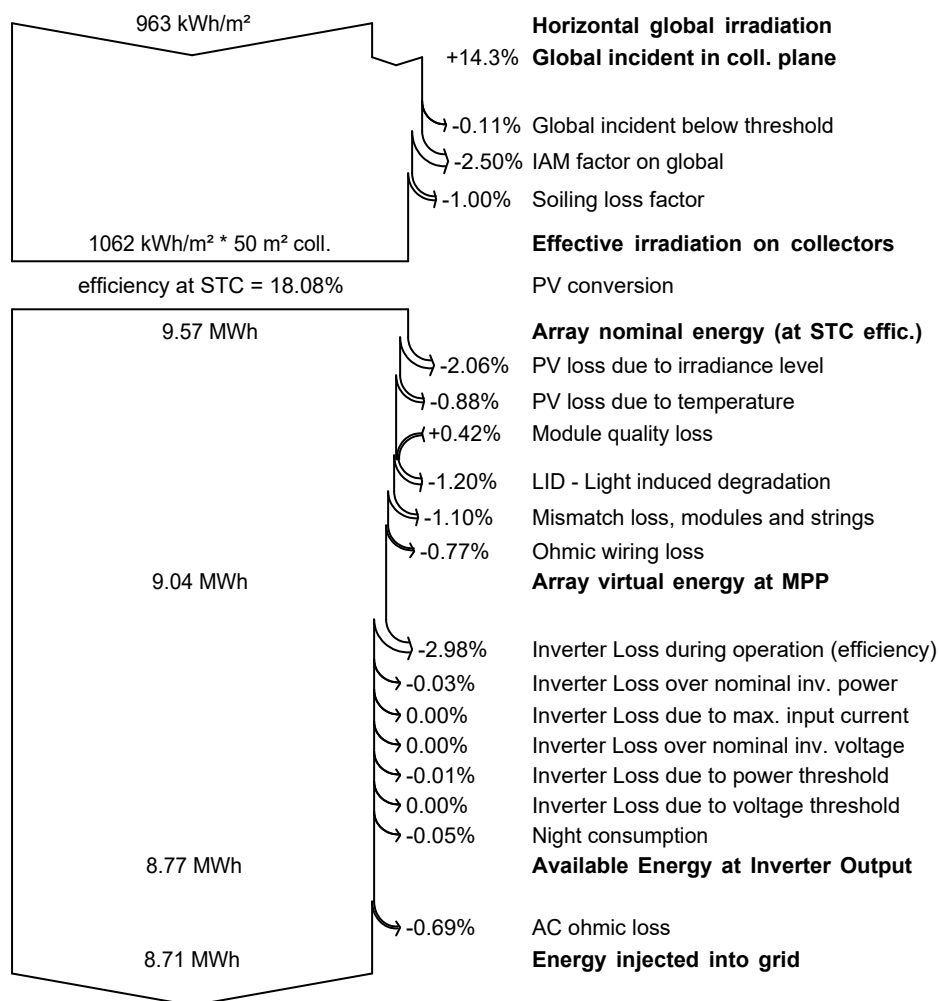 963 kWh/m² Horizontal global irradiation
+14.3% Global incident in coll. plane
-0.11% Global incident below threshold
-2.50% IAM factor on global
-1.00% Soiling loss factor
1062 kWh/m² * 50 m² coll. Effective irradiation on collectors
efficiency at STC = 18.08% PV conversion
9.57 MWh Array nominal energy (at STC effic.)
-2.06% PV loss due to irradiance level
-0.88% PV loss due to temperature
+0.42% Module quality loss
-1.20% LID - Light induced degradation
-1.10% Mismatch loss, modules and strings
-0.77% Ohmic wiring loss
9.04 MWh Array virtual energy at MPP
-2.98% Inverter Loss during operation (efficiency)
-0.03% Inverter Loss over nominal inv. power
0.00% Inverter Loss due to max. input current
0.00% Inverter Loss over nominal inv. voltage
-0.01% Inverter Loss due to power threshold
0.00% Inverter Loss due to voltage threshold
-0.05% Night consumption
8.77 MWh Available Energy at Inverter Output
-0.69% AC ohmic loss
8.71 MWh Energy injected into grid